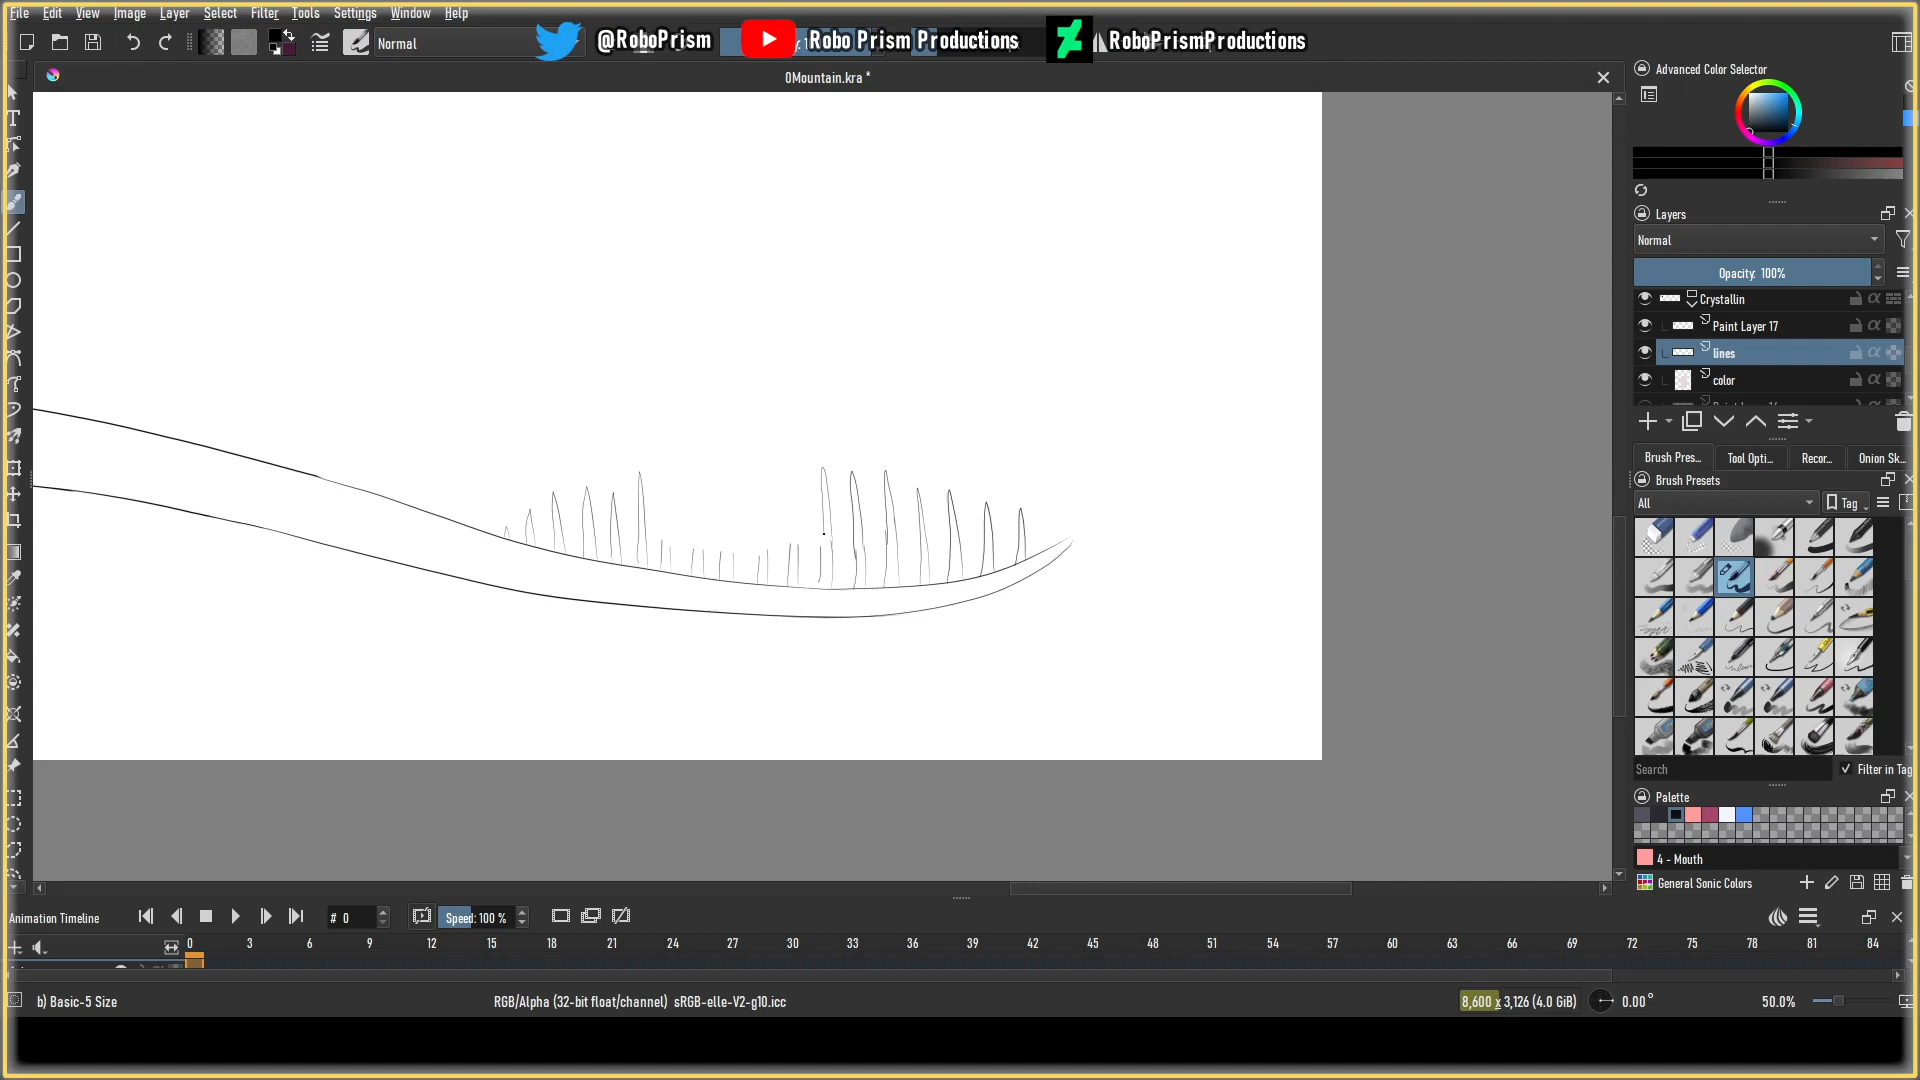 File Edit View Image Layer Select Filter Tools Settings Window Help
Normal
@RoboPrism
Robo Prism Productions
RoboPrismProductions
0Mountain.kra *
Advanced Color Selector
Layers
Normal
Opacity: 100%
Crystallin
Paint Layer 17
lines
color
Brush Pres... Tool Opti... Recor... Onion Sk...
Brush Presets
All
Tag
Search
Filter in Tag
Palette
4 - Mouth
General Sonic Colors
Animation Timeline
# 0
Speed: 100 %
0 3 6 9 12 15 18 21 24 27 30 33 36 39 42 45 48 51 54 57 60 63 66 69 72 75 78 81 84
b) Basic-5 Size
RGB/Alpha (32-bit float/channel) sRGB-elle-V2-g10.icc
8,600 x 3,126 (4.0 GiB)
0.00°
50.0%